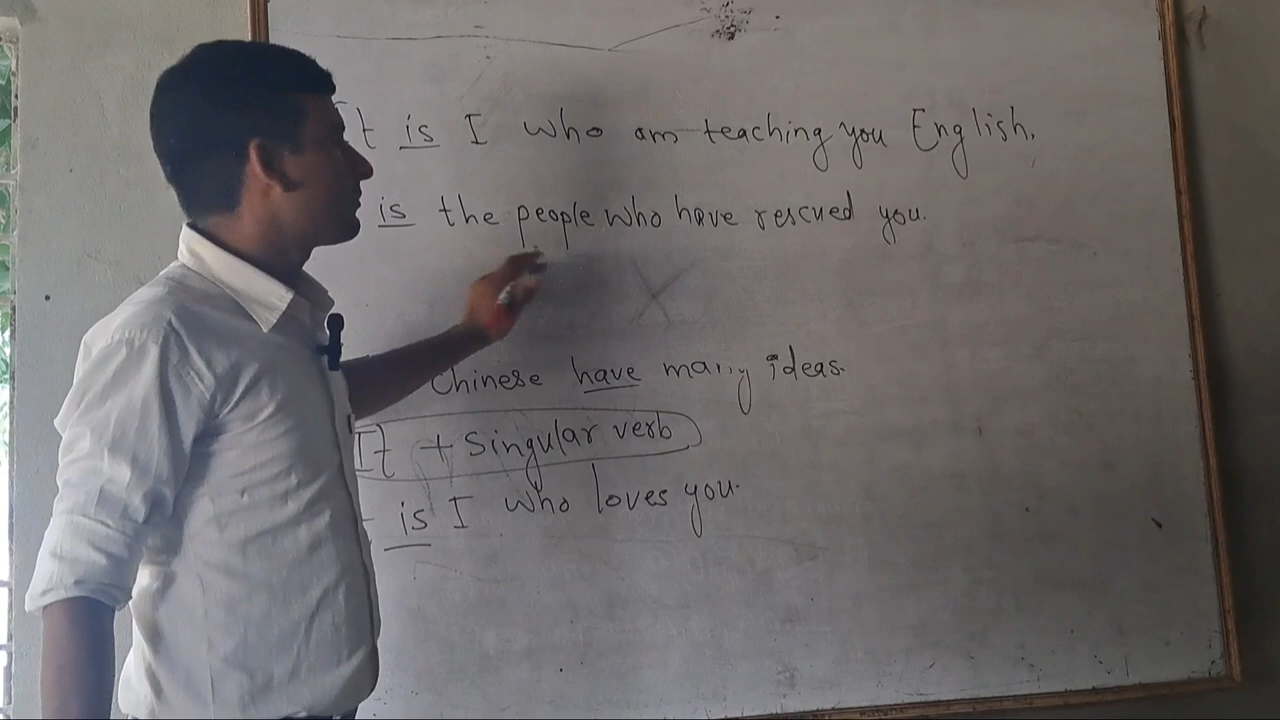 It is I who am teaching you English.
is the people who have rescued you.
X
Chinese have many ideas.
It + Singular verb
is I who loves you.